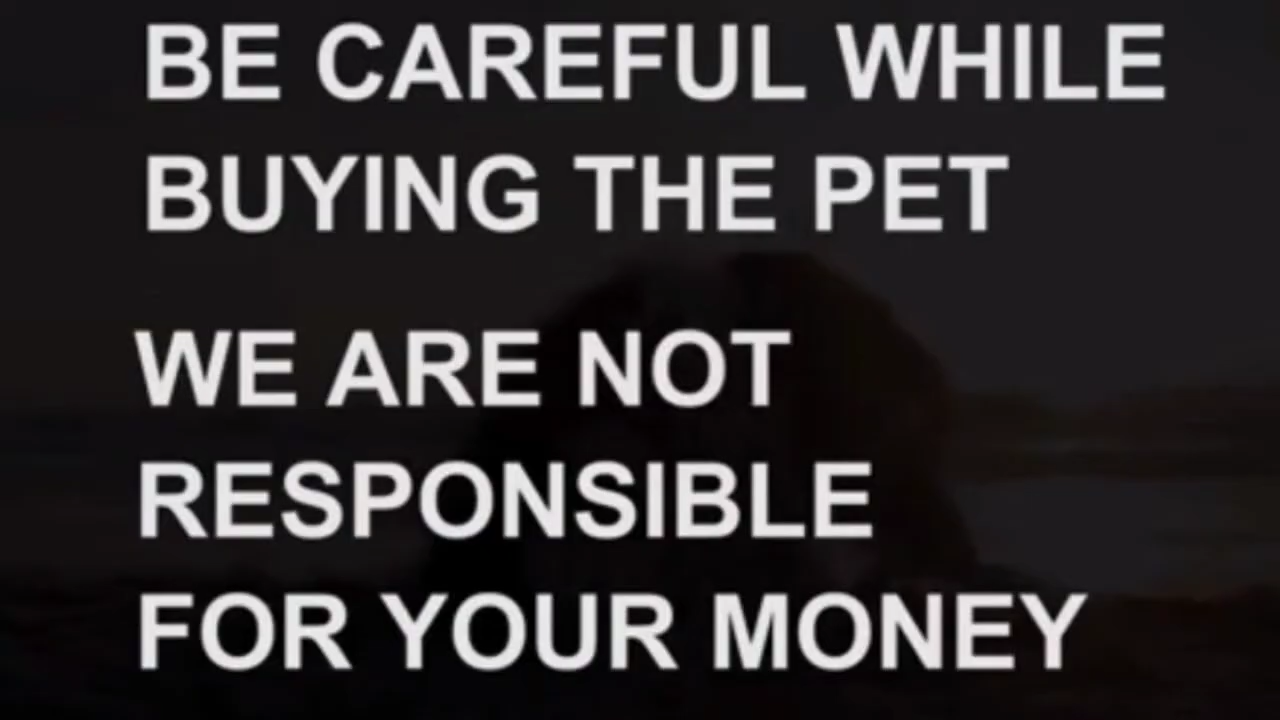 BE CAREFUL WHILE
BUYING THE PET
WE ARE NOT
RESPONSIBLE
FOR YOUR MONEY